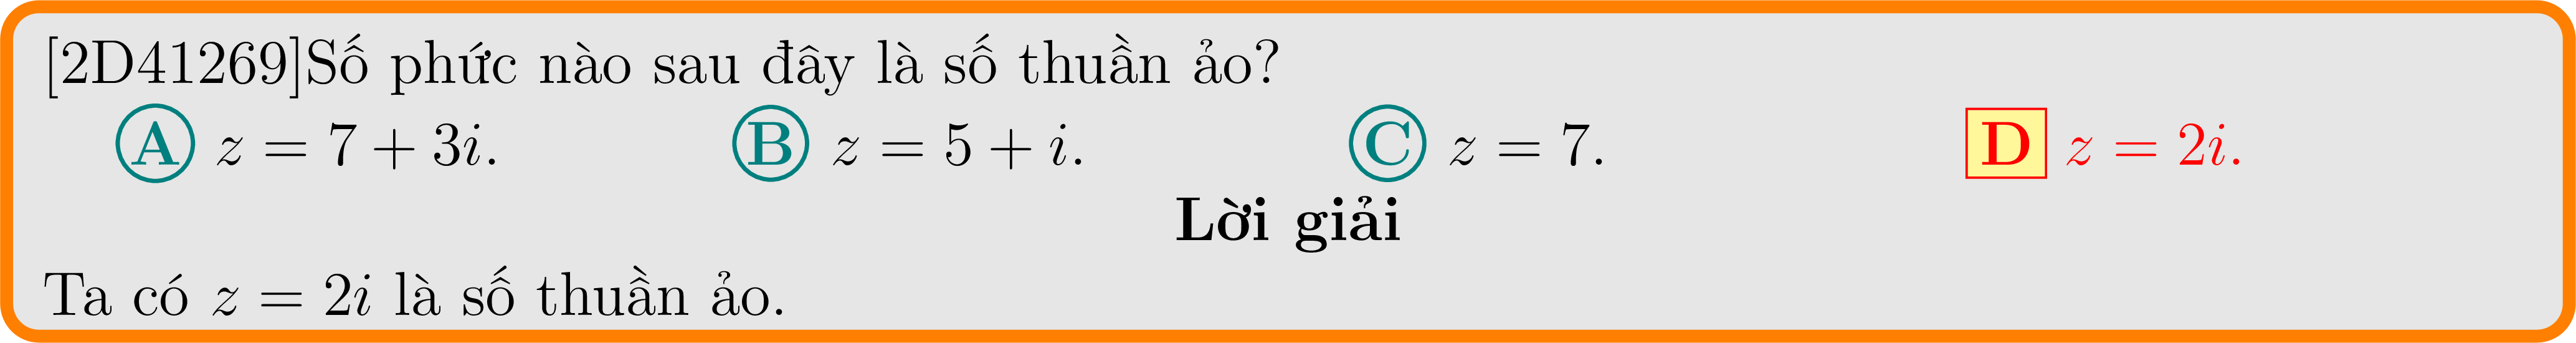 [2D41269]Số phức nào sau đây là số thuần ảo?
A z = 7 + 3i. B z = 5 + i. C z = 7. D z = 2i.
Lời giải
Ta có z = 2i là số thuần ảo.